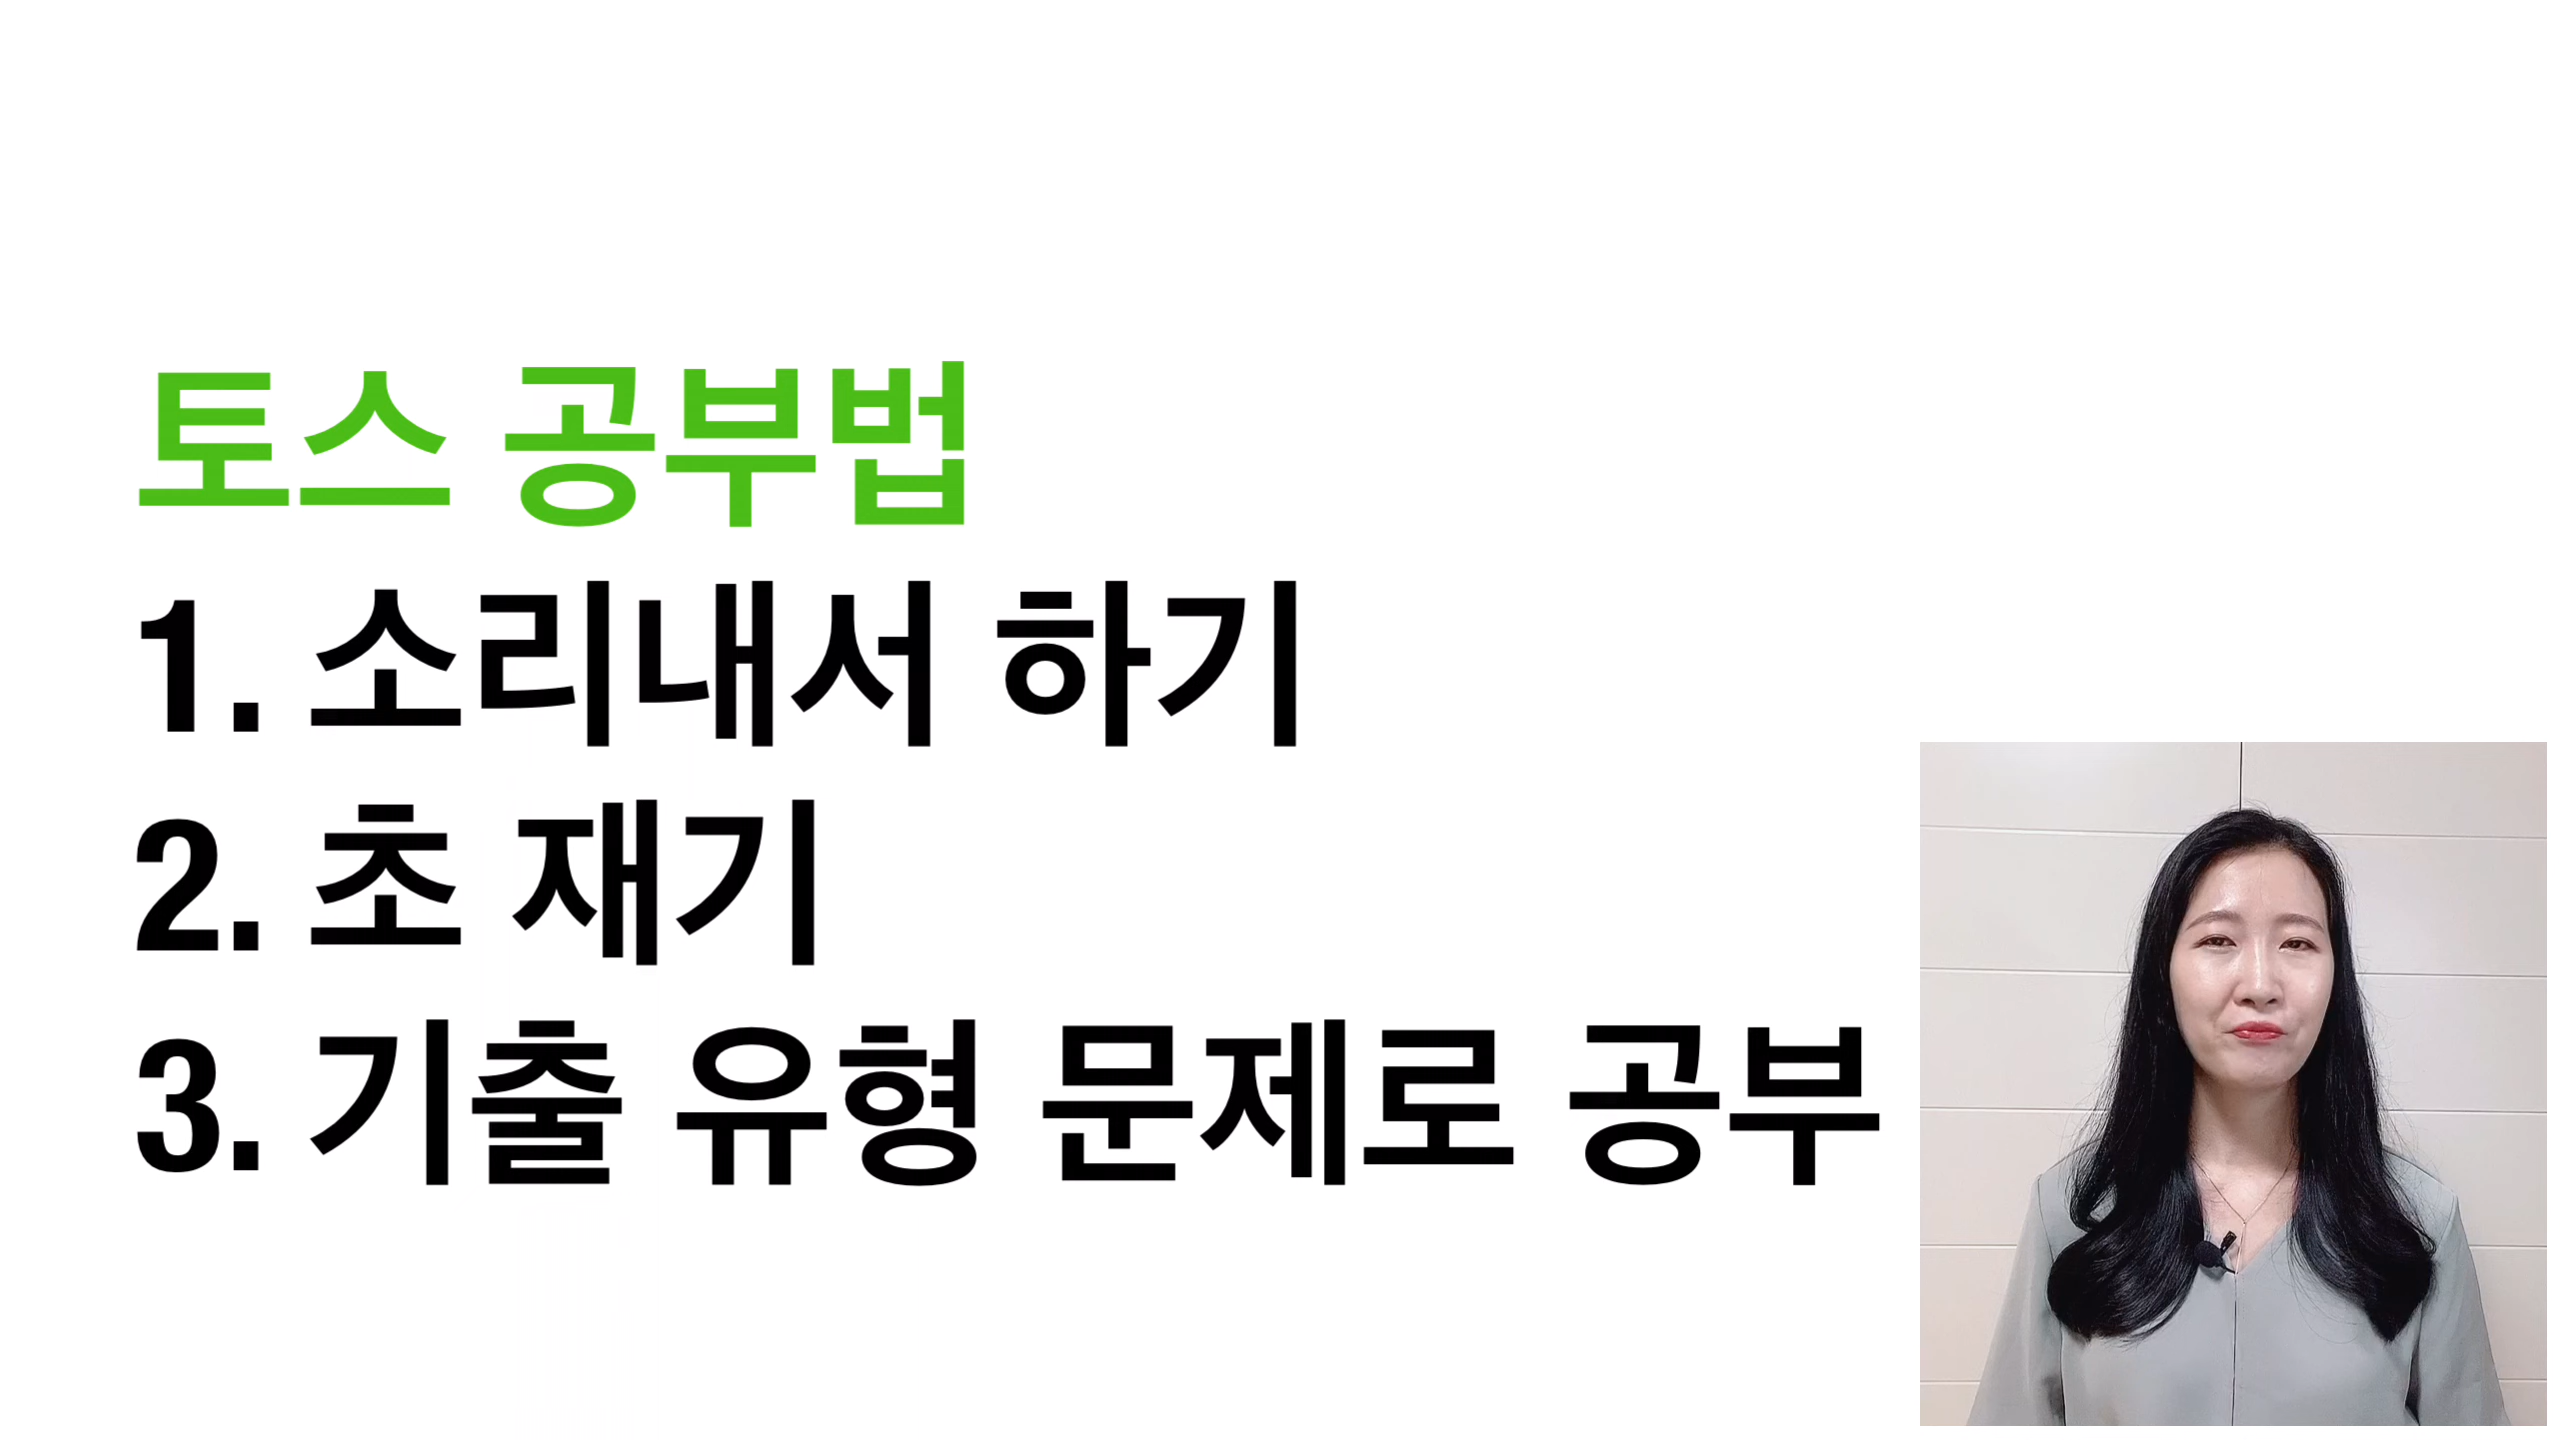 토스 공부법
1. 소리내서 하기
2. 초 재기
3. 기출 유형 문제로 공부